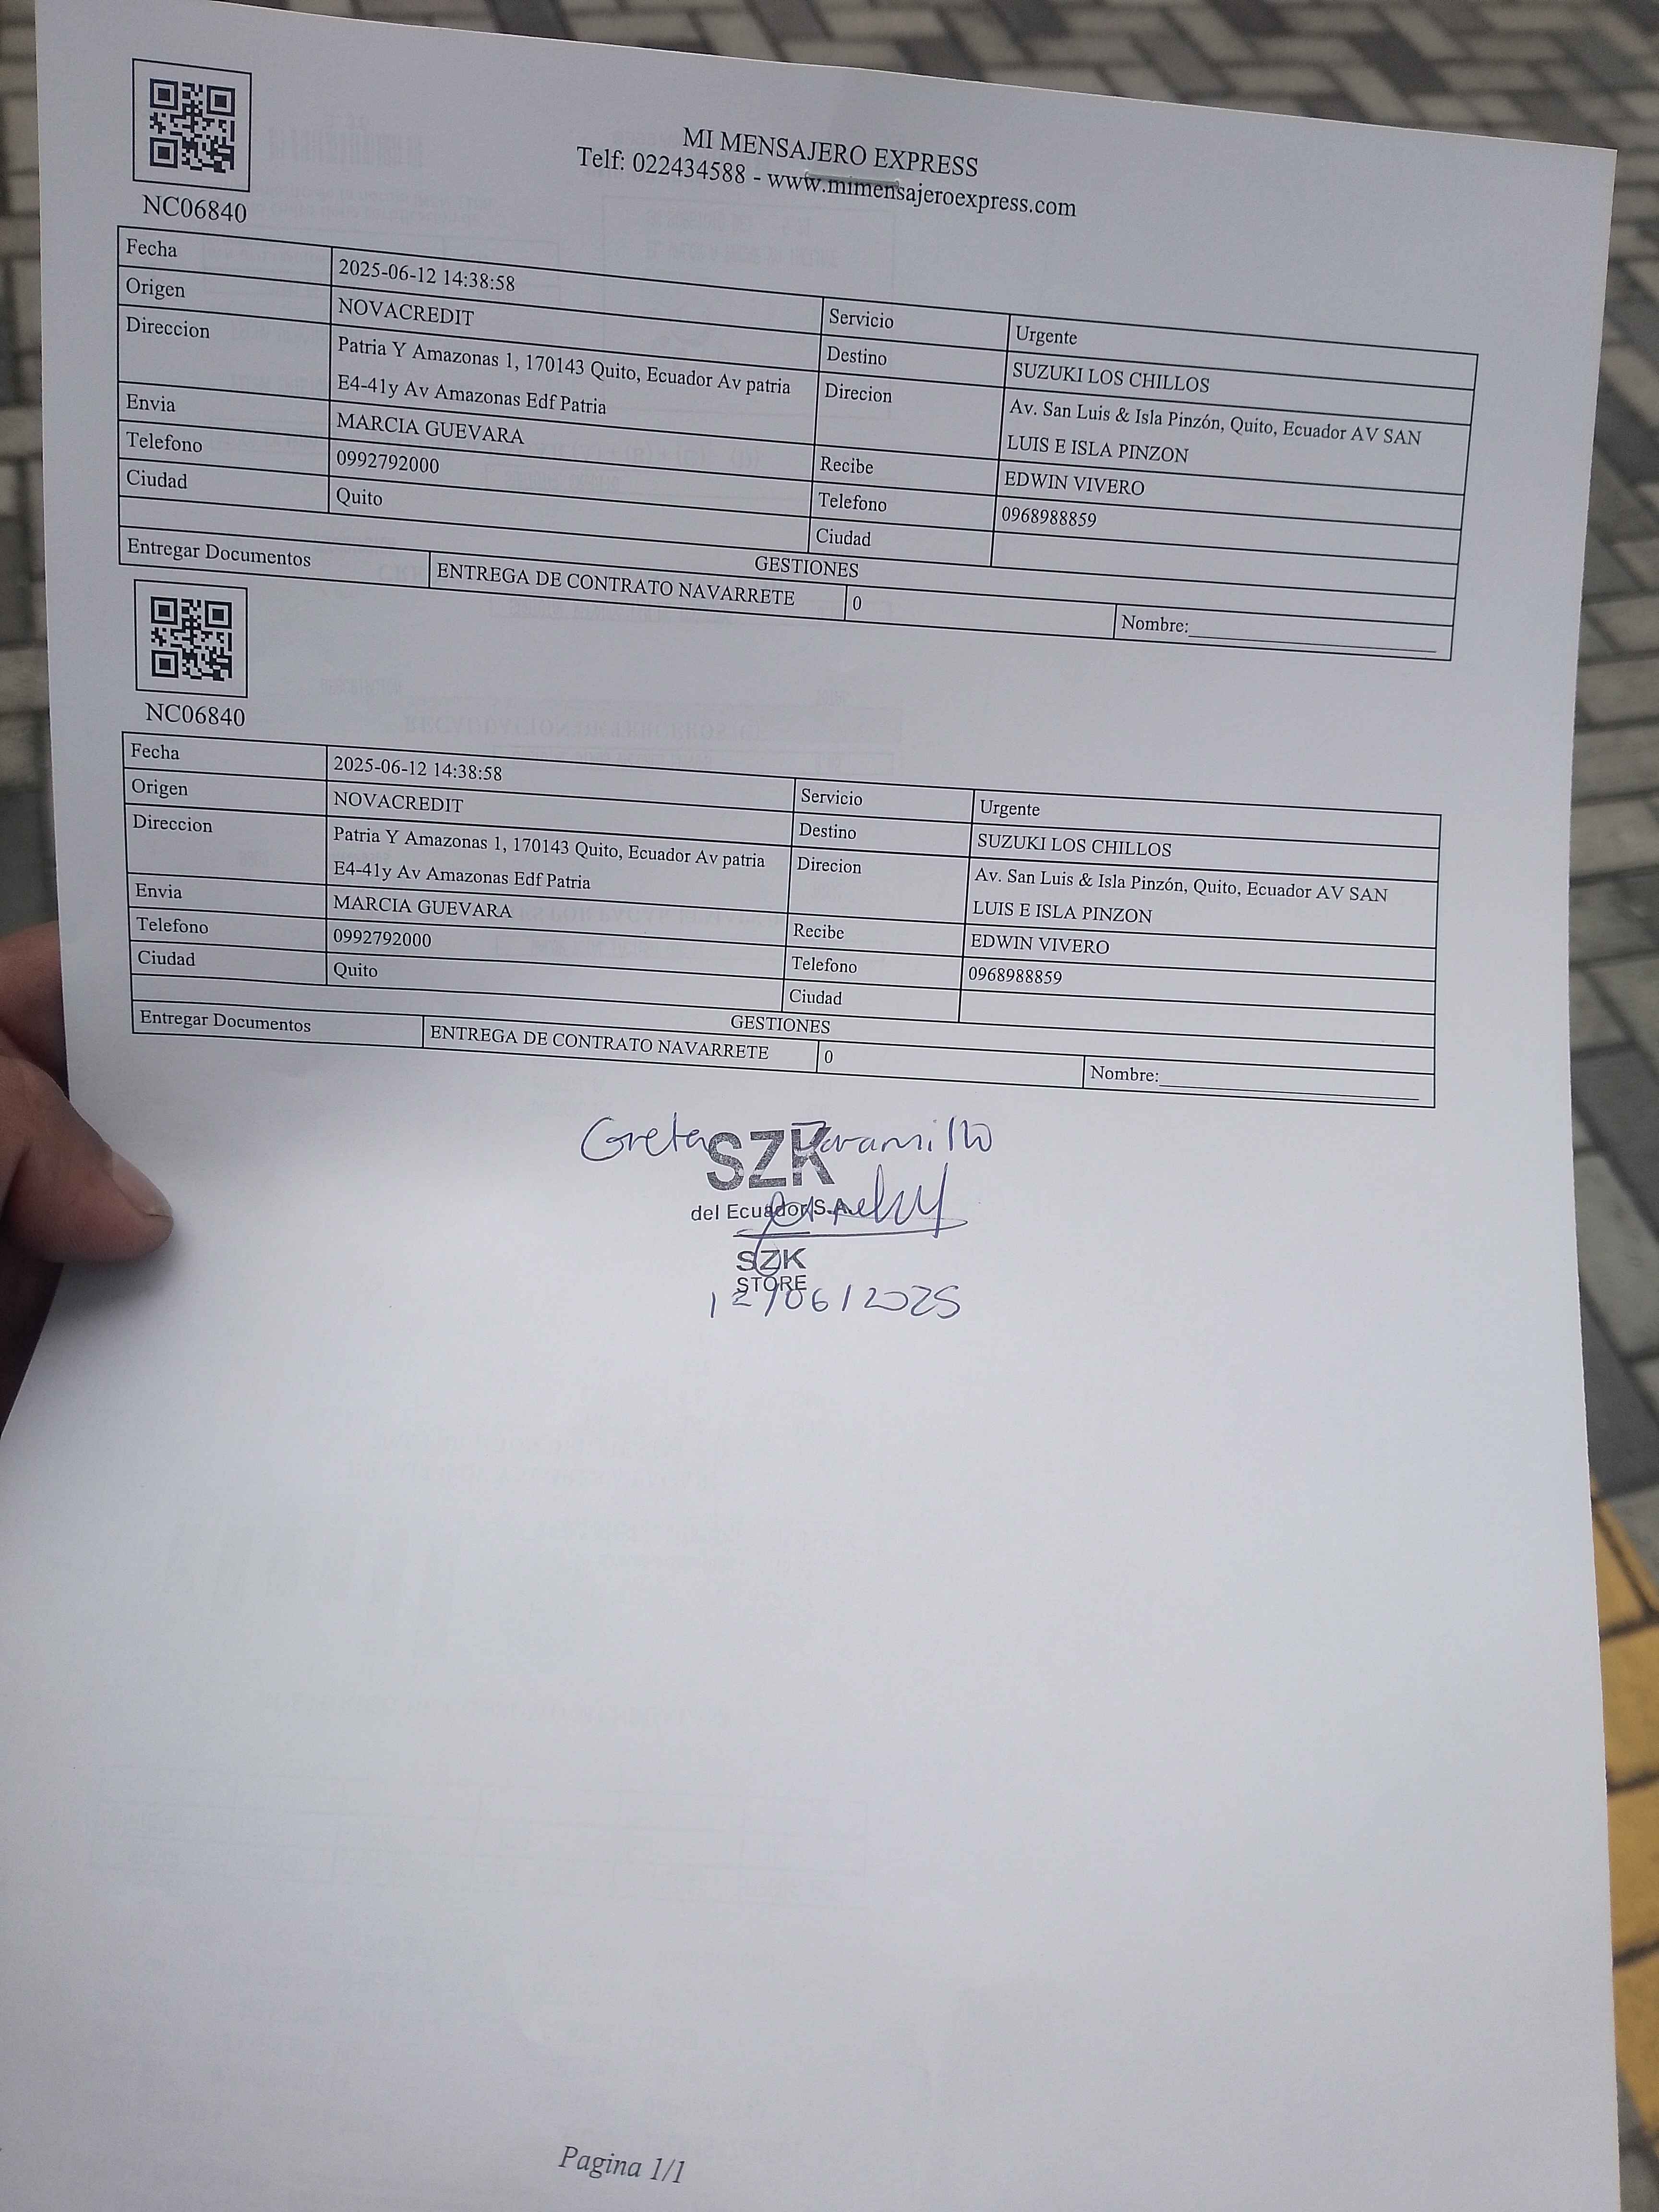 MI MENSAJERO EXPRESS
Telf: 022434588 - www.mimensajeroexpress.com
NC06840
Fecha 2025-06-12 14:38:58 Servicio Urgente
Origen NOVACREDIT Destino SUZUKI LOS CHILLOS
Direccion Patria Y Amazonas 1, 170143 Quito, Ecuador Av patria Direcion Av. San Luis & Isla Pinzón, Quito, Ecuador AV SAN
E4-41y Av Amazonas Edf Patria LUIS E ISLA PINZON
Envia MARCIA GUEVARA Recibe EDWIN VIVERO
Telefono 0992792000 Telefono 0968988859
Ciudad Quito Ciudad
GESTIONES
Entregar Documentos ENTREGA DE CONTRATO NAVARRETE 0 Nombre:
NC06840
Fecha 2025-06-12 14:38:58 Servicio Urgente
Origen NOVACREDIT Destino SUZUKI LOS CHILLOS
Direccion Patria Y Amazonas 1, 170143 Quito, Ecuador Av patria Direcion Av. San Luis & Isla Pinzón, Quito, Ecuador AV SAN
E4-41y Av Amazonas Edf Patria LUIS E ISLA PINZON
Envia MARCIA GUEVARA Recibe EDWIN VIVERO
Telefono 0992792000 Telefono 0968988859
Ciudad Quito Ciudad
GESTIONES
Entregar Documentos ENTREGA DE CONTRATO NAVARRETE 0 Nombre:
Greta Jaramillo
SZK
del Ecuador S.A.
SZK
STORE
12/06/2025
Pagina 1/1